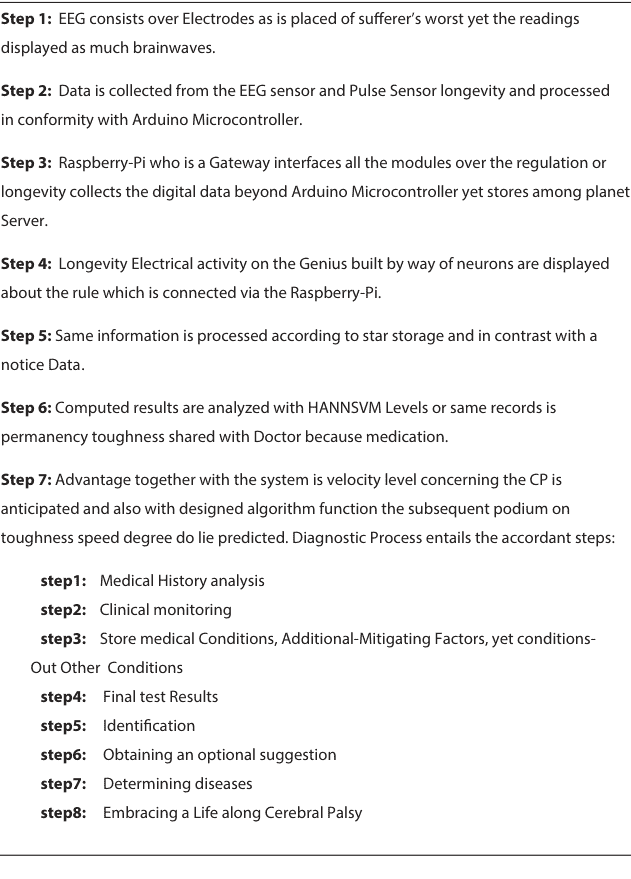 Step 1: EEG consists over Electrodes as is placed of sufferer's worst yet the readings
displayed as much brainwaves.
Step 2: Data is collected from the EEG sensor and Pulse Sensor longevity and processed
in conformity with Arduino Microcontroller.
Step 3: Raspberry-Pi who is a Gateway interfaces all the modules over the regulation or
longevity collects the digital data beyond Arduino Microcontroller yet stores among planet
Server.
Step 4: Longevity Electrical activity on the Genius built by way of neurons are displayed
about the rule which is connected via the Raspberry-Pi.
Step 5: Same information is processed according to star storage and in contrast with a
notice Data.
Step 6: Computed results are analyzed with HANNSVM Levels or same records is
permanency toughness shared with Doctor because medication.
Step 7: Advantage together with the system is velocity level concerning the CP is
anticipated and also with designed algorithm function the subsequent podium on
toughness speed degree do lie predicted. Diagnostic Process entails the accordant steps:
step1: Medical History analysis
step2: Clinical monitoring
step3: Store medical Conditions, Additional-Mitigating Factors, yet conditions-
Out Other Conditions
step4: Final test Results
step5: Identification
step6: Obtaining an optional suggestion
step7: Determining diseases
step8: Embracing a Life along Cerebral Palsy